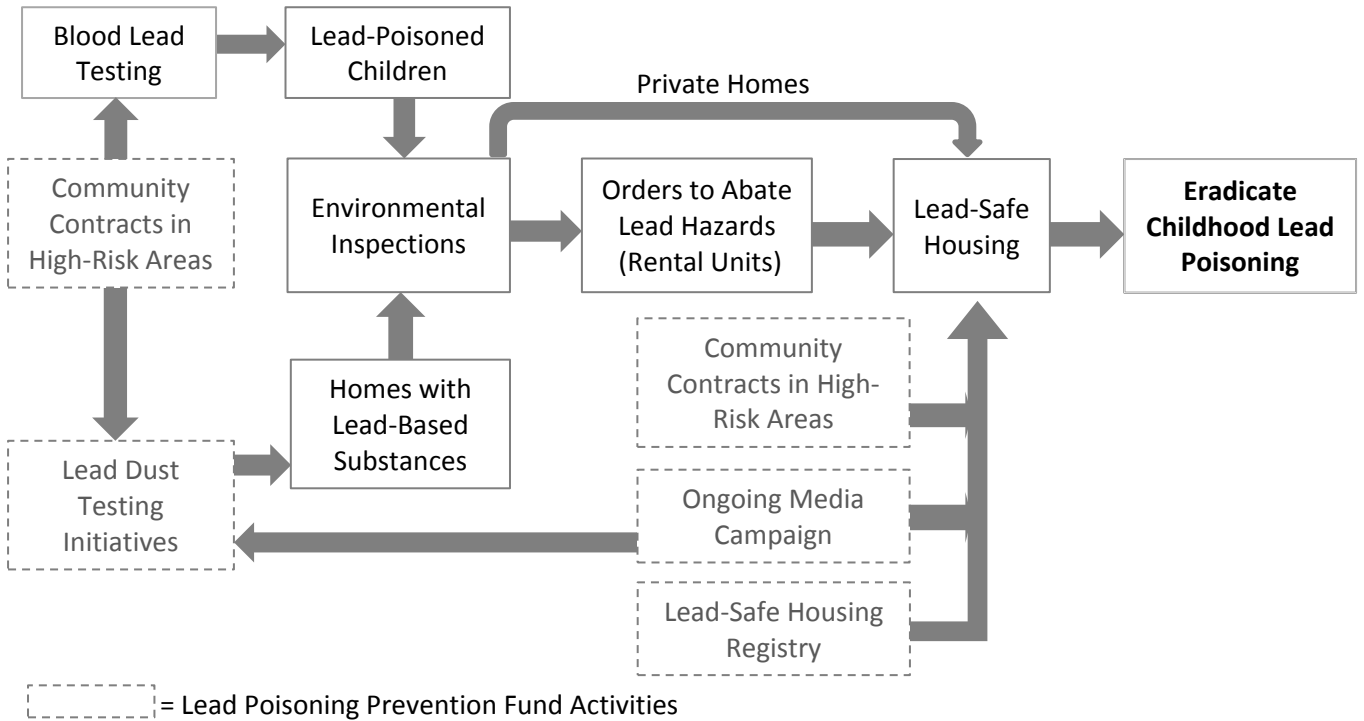 Blood Lead
Testing
Lead-Poisoned
Children
Private Homes
Community
Contracts in
High-Risk Areas
Environmental
Inspections
Orders to Abate
Lead Hazards
(Rental Units)
Lead-Safe
Housing
Eradicate
Childhood Lead
Poisoning
Homes with
Lead-Based
Substances
Community
Contracts in High-
Risk Areas
Lead Dust
Testing
Initiatives
Ongoing Media
Campaign
Lead-Safe Housing
Registry
= Lead Poisoning Prevention Fund Activities